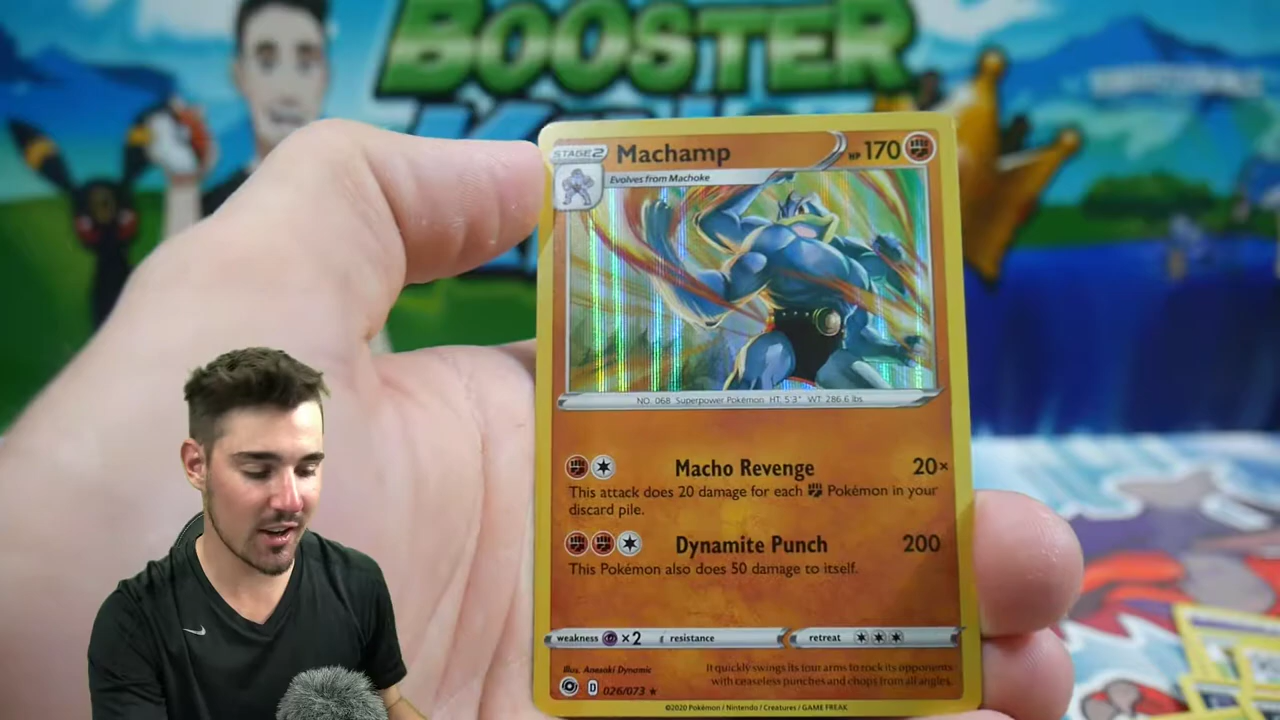 BOOSTER
STAGE2
Machamp
HP 170
Evolves from Machoke
NO. 068 Superpower Pokémon HT: 5'3" WT: 286.6 lbs
Macho Revenge 20×
This attack does 20 damage for each Pokémon in your
discard pile.
Dynamite Punch 200
This Pokémon also does 50 damage to itself.
weakness ×2 resistance retreat
Illus. Anesaki Dynamic
It quickly swings its four arms to rock its opponents
with ceaseless punches and chops from all angles.
D 026/073 ★
©2020 Pokémon / Nintendo / Creatures / GAME FREAK